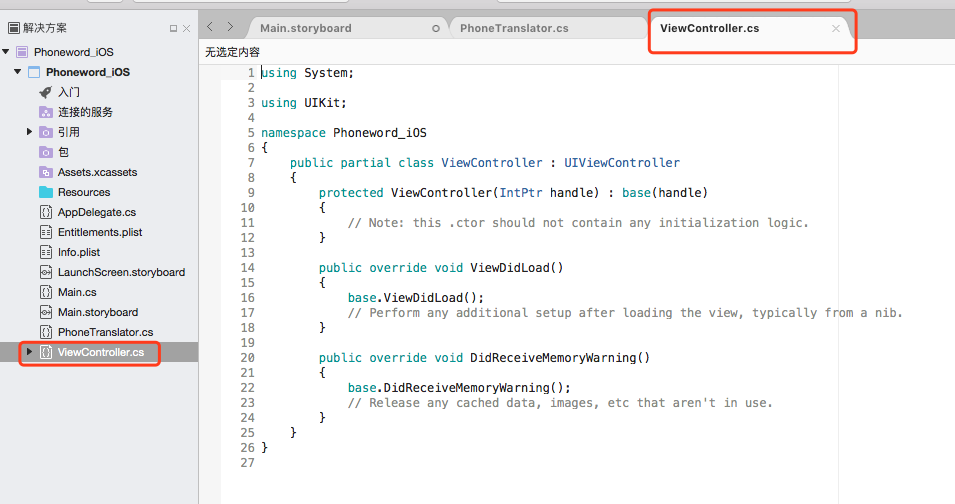 解决方案
Phoneword_iOS
Phoneword_iOS
入门
连接的服务
引用
包
Assets.xcassets
Resources
AppDelegate.cs
Entitlements.plist
Info.plist
LaunchScreen.storyboard
Main.cs
Main.storyboard
PhoneTranslator.cs
ViewController.cs
Main.storyboard PhoneTranslator.cs ViewController.cs
无选定内容
1 using System;
2
3 using UIKit;
4
5 namespace Phoneword_iOS
6 {
7     public partial class ViewController : UIViewController
8     {
9         protected ViewController(IntPtr handle) : base(handle)
10         {
11             // Note: this .ctor should not contain any initialization logic.
12         }
13
14         public override void ViewDidLoad()
15         {
16             base.ViewDidLoad();
17             // Perform any additional setup after loading the view, typically from a nib.
18         }
19
20         public override void DidReceiveMemoryWarning()
21         {
22             base.DidReceiveMemoryWarning();
23             // Release any cached data, images, etc that aren't in use.
24         }
25     }
26 }
27